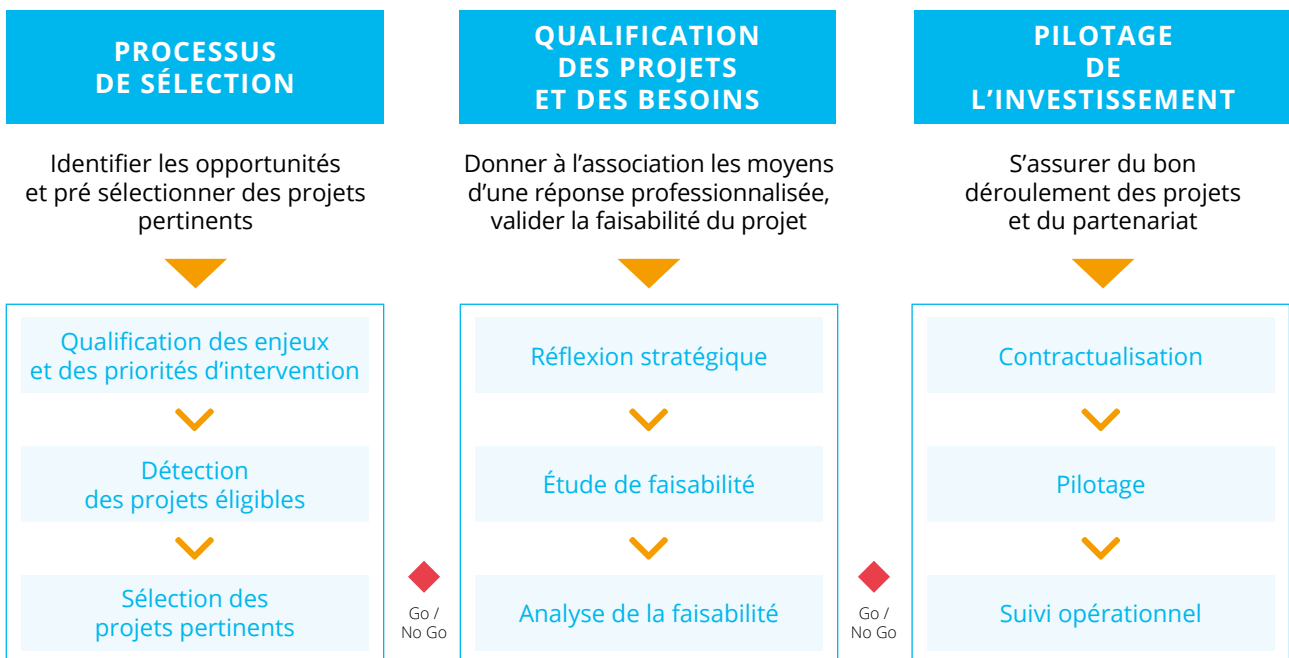 PROCESSUS
DE SÉLECTION
Identifier les opportunités
et pré sélectionner des projets
pertinents
Qualification des enjeux
et des priorités d’intervention
Détection
des projets éligibles
Sélection des
projets pertinents
Go /
No Go
QUALIFICATION
DES PROJETS
ET DES BESOINS
Donner à l’association les moyens
d’une réponse professionnalisée,
valider la faisabilité du projet
Réflexion stratégique
Étude de faisabilité
Analyse de la faisabilité
Go /
No Go
PILOTAGE
DE
L’INVESTISSEMENT
S’assurer du bon
déroulement des projets
et du partenariat
Contractualisation
Pilotage
Suivi opérationnel